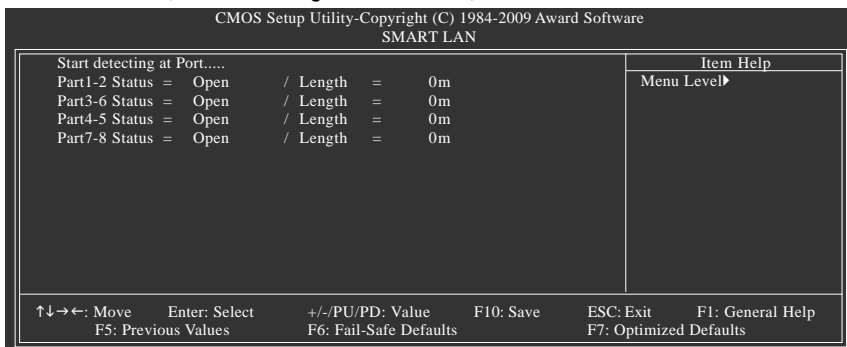 CMOS Setup Utility-Copyright (C) 1984-2009 Award Software
SMART LAN
Start detecting at Port.....
Part1-2 Status = Open / Length = 0m
Part3-6 Status = Open / Length = 0m
Part4-5 Status = Open / Length = 0m
Part7-8 Status = Open / Length = 0m
Item Help
Menu Level▶
↑↓→←: Move Enter: Select +/-/PU/PD: Value F10: Save ESC: Exit F1: General Help
F5: Previous Values F6: Fail-Safe Defaults F7: Optimized Defaults